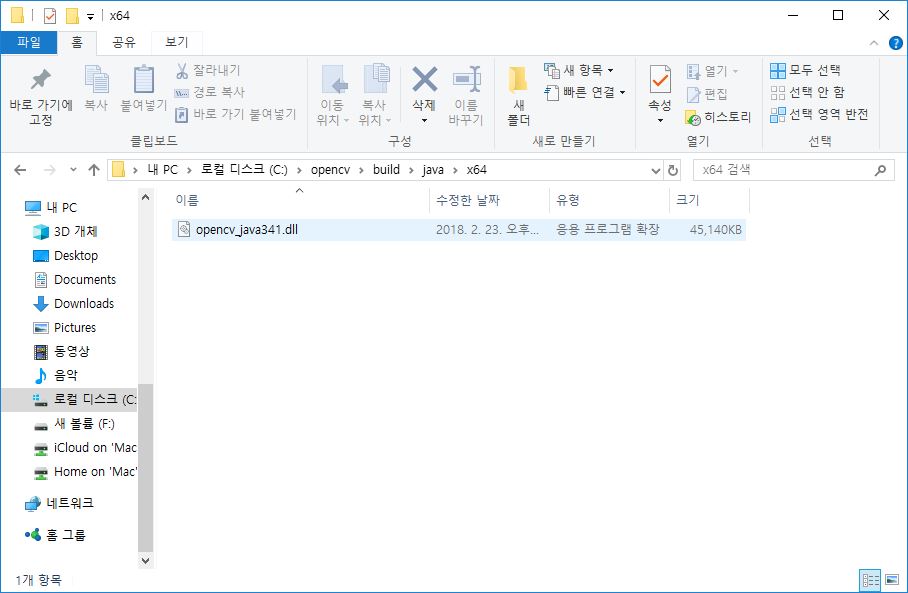 x64
파일 홈 공유 보기
바로 가기에 고정
복사
붙여넣기
잘라내기
경로 복사
바로 가기 붙여넣기
클립보드
이동 위치
복사 위치
삭제
이름 바꾸기
구성
새 폴더
새 항목
빠른 연결
새로 만들기
속성
열기
편집
히스토리
열기
모두 선택
선택 안 함
선택 영역 반전
선택
내 PC > 로컬 디스크 (C:) > opencv > build > java > x64
x64 검색
이름 수정한 날짜 유형 크기
opencv_java341.dll 2018. 2. 23. 오후... 응용 프로그램 확장 45,140KB
내 PC
3D 개체
Desktop
Documents
Downloads
Pictures
동영상
음악
로컬 디스크 (C:
새 볼륨 (F:)
iCloud on 'Mac
Home on 'Mac'
네트워크
홈 그룹
1개 항목